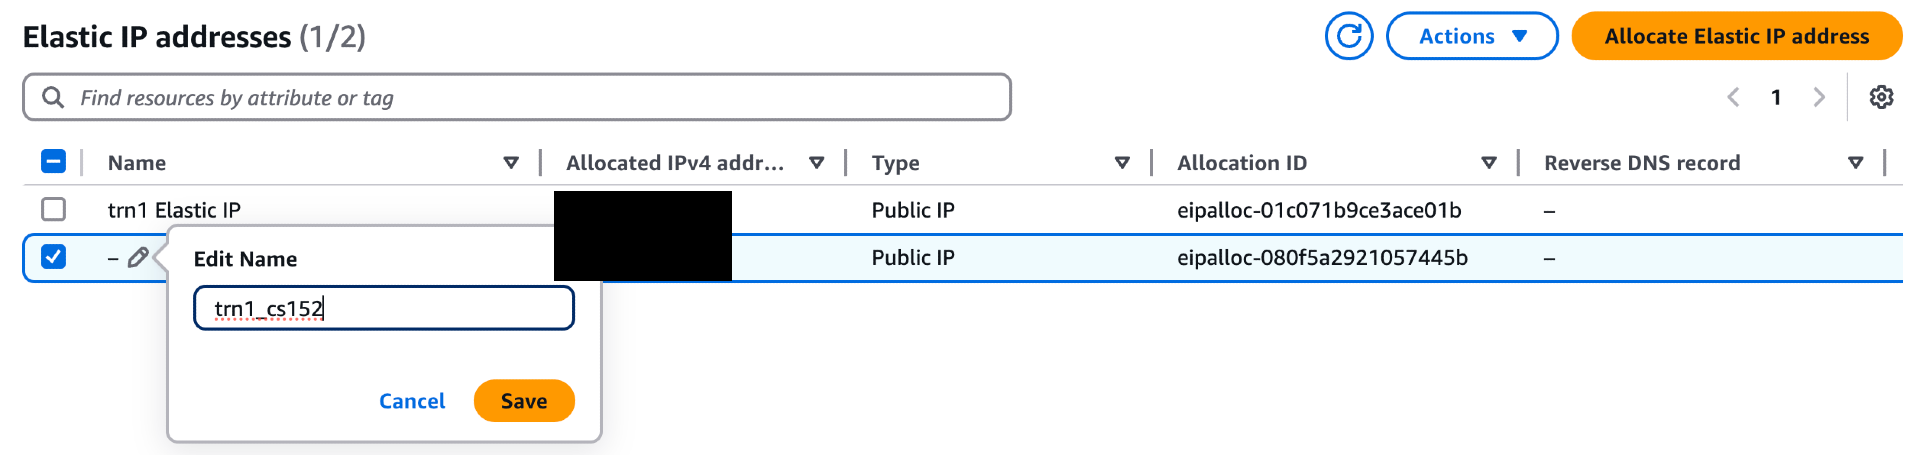 Elastic IP addresses (1/2) Actions Allocate Elastic IP address
Find resources by attribute or tag 1
Name Allocated IPv4 addr... Type Allocation ID Reverse DNS record
trn1 Elastic IP Public IP eipalloc-01c071b9ce3ace01b –
– Public IP eipalloc-080f5a2921057445b –
Edit Name
trn1_cs152
Cancel Save